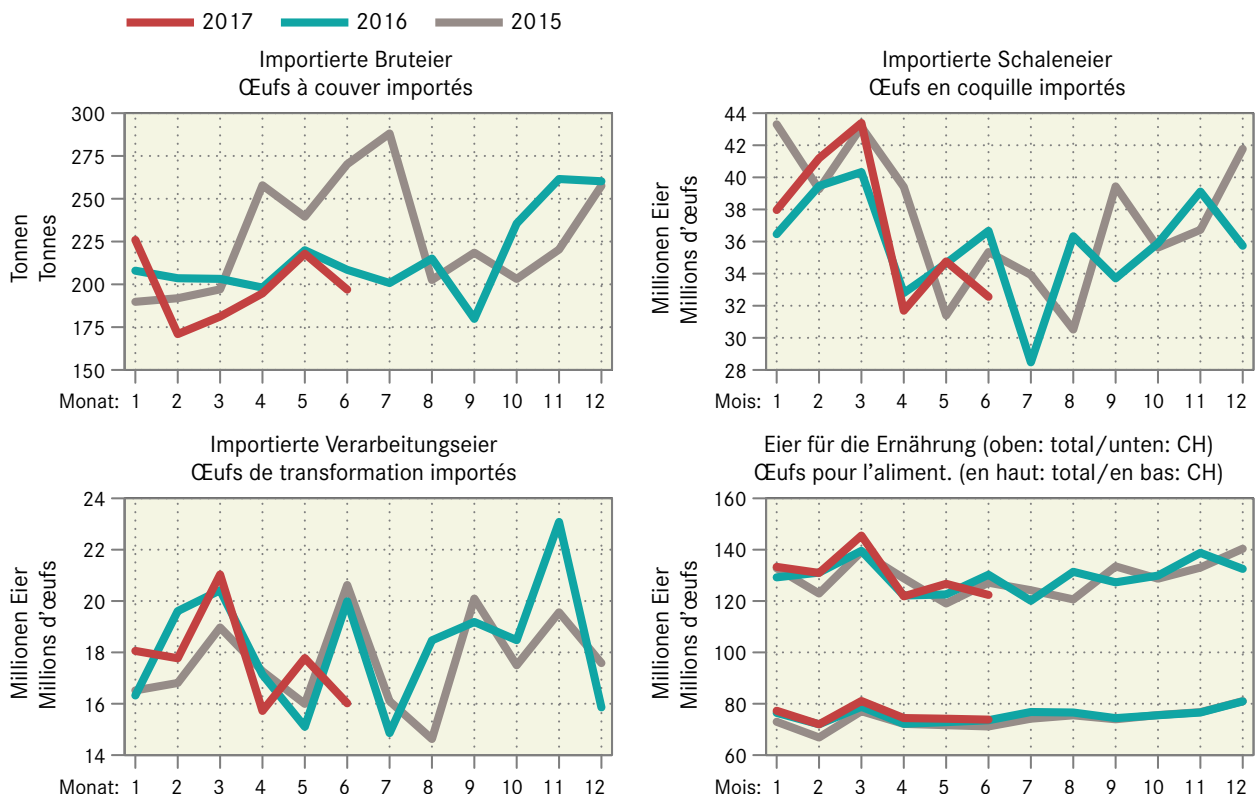 2017 2016 2015
Importierte Bruteier
Œufs à couver importés
Tonnen
Tonnes
300
275
250
225
200
175
150
Monat: 1 2 3 4 5 6 7 8 9 10 11 12
Importierte Schaleneier
Œufs en coquille importés
Millionen Eier
Millions d'œufs
44
42
40
38
36
34
32
30
28
Mois: 1 2 3 4 5 6 7 8 9 10 11 12
Importierte Verarbeitungseier
Œufs de transformation importés
Millionen Eier
Millions d'œufs
24
22
20
18
16
14
Monat: 1 2 3 4 5 6 7 8 9 10 11 12
Eier für die Ernährung (oben: total/unten: CH)
Œufs pour l'aliment. (en haut: total/en bas: CH)
Millionen Eier
Millions d'œufs
160
140
120
100
80
60
Mois: 1 2 3 4 5 6 7 8 9 10 11 12